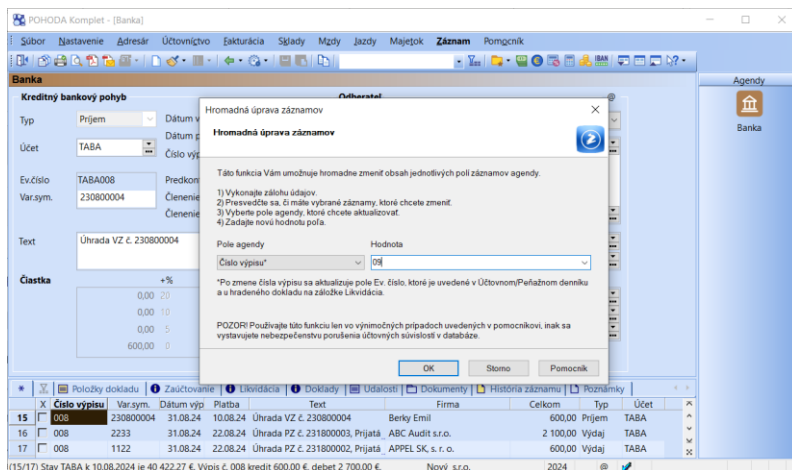 POHODA Komplet - [Banka]
Súbor Nastavenie Adresár Účtovníctvo Fakturácia Sklady Mzdy Jazdy Majetok Záznam Pomocník
Banka
Agendy
Banka
Kreditný bankový pohyb
Odberateľ
@
Typ
Príjem
Účet
TABA
Číslo výp
Ev.číslo
TABA008
Predkon
Var.sym.
230800004
Členenie
Členenie
Text
Úhrada VZ č. 230800004
Čiastka
+%
0,00 20
0,00 10
0,00 5
600,00 0
Hromadná úprava záznamov
Hromadná úprava záznamov
Táto funkcia Vám umožnuje hromadne zmeniť obsah jednotlivých polí záznamov agendy.
1) Vykonajte zálohu údajov.
2) Presvedčte sa, či máte vybrané záznamy, ktoré chcete zmeniť.
3) Vyberte pole agendy, ktoré chcete aktualizovať.
4) Zadajte novú hodnotu poľa.
Pole agendy
Hodnota
Číslo výpisu*
09
*Po zmene čísla výpisu sa aktualizuje pole Ev. číslo, ktoré je uvedené v Účtovnom/Peňažnom denníku
a u hradeného dokladu na záložke Likvidácia.
POZOR! Používajte túto funkciu len vo výnimočných prípadoch uvedených v pomocníkovi, inak sa
vystavujete nebezpečenstvu porušenia účtovných súvislostí v databáze.
OK
Storno
Pomocník
Položky dokladu Zaúčtovanie Likvidácia Doklady Udalosti Dokumenty História záznamu Poznámky
X Číslo výpisu Var.sym. Dátum výp Platba Text Firma Celkom Typ Účet
15 008 230800004 31.08.24 10.08.24 Úhrada VZ č. 230800004 Berky Emil 600,00 Príjem TABA
16 008 2233 31.08.24 22.08.24 Úhrada PZ č. 231800003, Prijatá ABC Audit s.r.o. 2 100,00 Výdaj TABA
17 008 1122 31.08.24 22.08.24 Úhrada PZ č. 231800002, Prijatá APPEL SK, s. r. o. 600,00 Výdaj TABA
(15/17) Stav TABA k 10.08.2024 je 40 422,27 €. Výpis č. 008 kredit 600,00 €, debet 2 700,00 €. Nový s.r.o. 2024 @